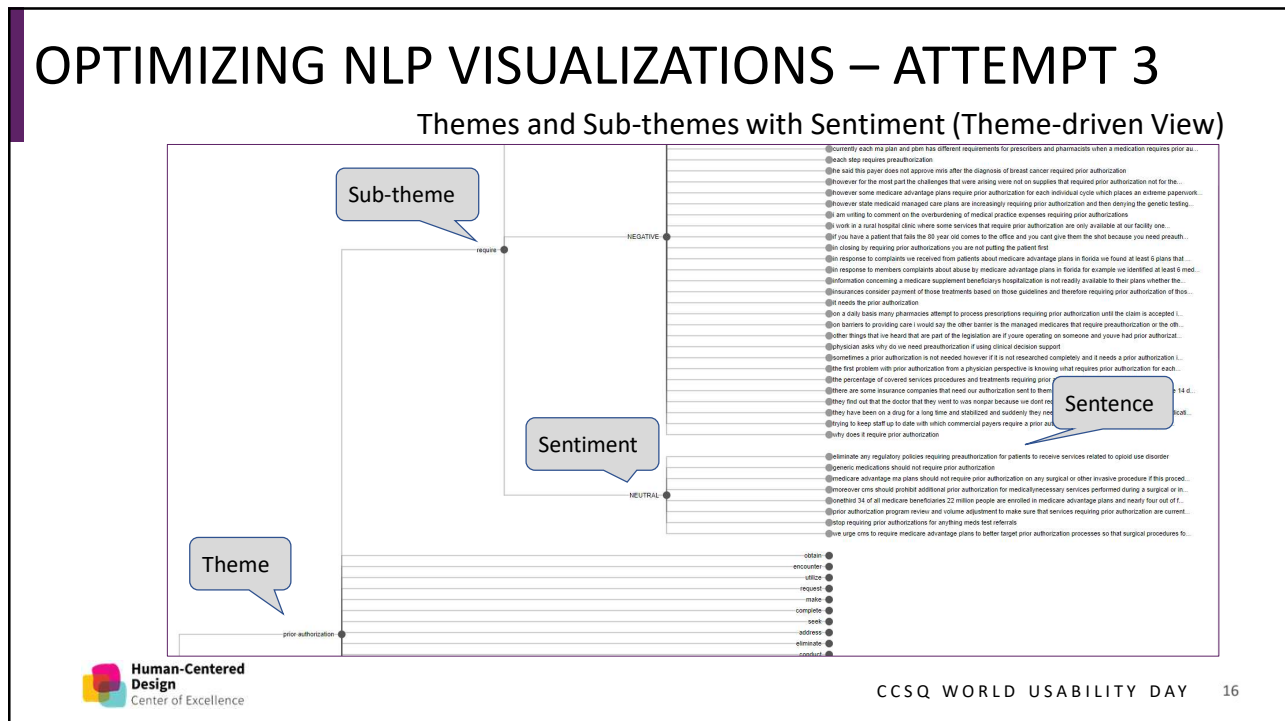 OPTIMIZING NLP VISUALIZATIONS – ATTEMPT 3
Themes and Sub-themes with Sentiment (Theme-driven View)
Sub-theme
require
NEGATIVE
currently each ma plan and pbm has different requirements for prescribers and pharmacists when a medication requires prior au...
each step requires preauthorization
he said this payer does not approve mris after the diagnosis of breast cancer required prior authorization
however for the most part the challenges that were arising were not on supplies that required prior authorization not for the...
however some medicare advantage plans require prior authorization for each individual cycle which places an extreme paperwork...
however state medicaid managed care plans are increasingly requiring prior authorization and then denying the genetic testing...
i am writing to comment on the overburdening of medical practice expenses requiring prior authorizations
i work in a rural hospital clinic where some services that require prior authorization are only available at our facility one...
if you have a patient that fails the 80 year old comes to the office and you cant give them the shot because you need preauth...
in closing by requiring prior authorizations you are not putting the patient first
in response to complaints we received from patients about medicare advantage plans in florida we found at least 6 plans that ...
in response to members complaints about abuse by medicare advantage plans in florida for example we identified at least 6 med...
information concerning a medicare supplement beneficiarys hospitalization is not readily available to their plans whether the...
insurances consider payment of those treatments based on those guidelines and therefore requiring prior authorization of thos...
it needs the prior authorization
on a daily basis many pharmacies attempt to process prescriptions requiring prior authorization until the claim is accepted i...
on barriers to providing care i would say the other barrier is the managed medicares that require preauthorization or the oth...
other things that ive heard that are part of the legislation are if youre operating on someone and youve had prior authorizat...
physician asks why do we need preauthorization if using clinical decision support
sometimes a prior authorization is not needed however if it is not researched completely and it needs a prior authorization i...
the first problem with prior authorization from a physician perspective is knowing what requires prior authorization for each...
the percentage of covered services procedures and treatments requiring prior
there are some insurance companies that need our authorization sent to them 14 d...
they find out that the doctor that they went to was nonpar because we dont
they have been on a drug for a long time and stabilized and suddenly they
trying to keep staff up to date with which commercial payers require a prior
why does it require prior authorization
Sentence
Sentiment
NEUTRAL
eliminate any regulatory policies requiring preauthorization for patients to receive services related to opioid use disorder
generic medications should not require prior authorization
medicare advantage ma plans should not require prior authorization on any surgical or other invasive procedure if this proced...
moreover cms should prohibit additional prior authorization for medicallynecessary services performed during a surgical or in...
onethird 34 of all medicare beneficiaries 22 million people are enrolled in medicare advantage plans and nearly four out of f...
prior authorization program review and volume adjustment to make sure that services requiring prior authorization are current...
stop requiring prior authorizations for anything meds test referrals
we urge cms to require medicare advantage plans to better target prior authorization processes so that surgical procedures fo...
Theme
prior authorization
obtain
encounter
utilize
request
make
complete
seek
address
eliminate
conduct
Human-Centered
Design
Center of Excellence
CCSQ WORLD USABILITY DAY 16